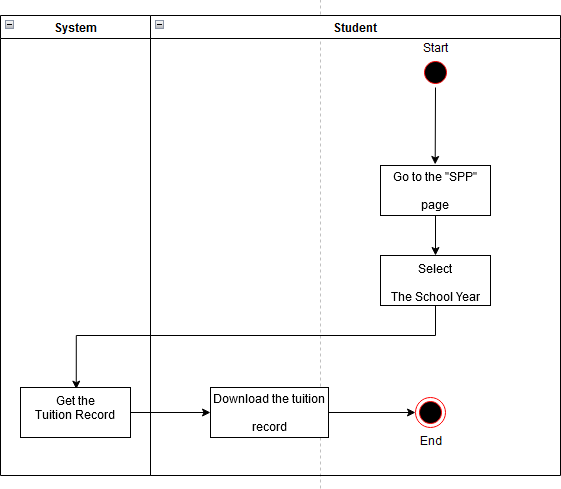 System
Student
Start
Go to the "SPP"
page
Select
The School Year
Get the
Tuition Record
Download the tuition
record
End